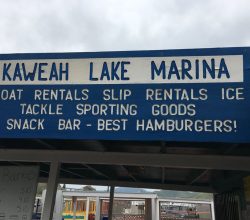 KAWEAH LAKE MARINA
OAT RENTALS SLIP RENTALS ICE
TACKLE SPORTING GOODS
SNACK BAR - BEST HAMBURGERS!